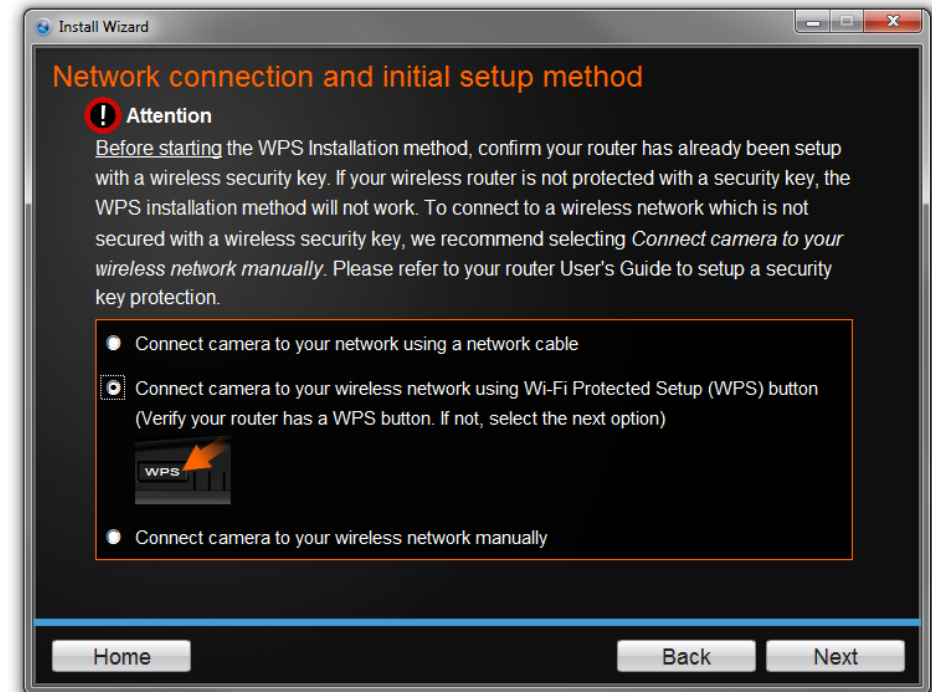 Install Wizard
Network connection and initial setup method
! Attention
Before starting the WPS Installation method, confirm your router has already been setup
with a wireless security key. If your wireless router is not protected with a security key, the
WPS installation method will not work. To connect to a wireless network which is not
secured with a wireless security key, we recommend selecting Connect camera to your
wireless network manually. Please refer to your router User's Guide to setup a security
key protection.
Connect camera to your network using a network cable
Connect camera to your wireless network using Wi-Fi Protected Setup (WPS) button
(Verify your router has a WPS button. If not, select the next option)
WPS
Connect camera to your wireless network manually
Home Back Next